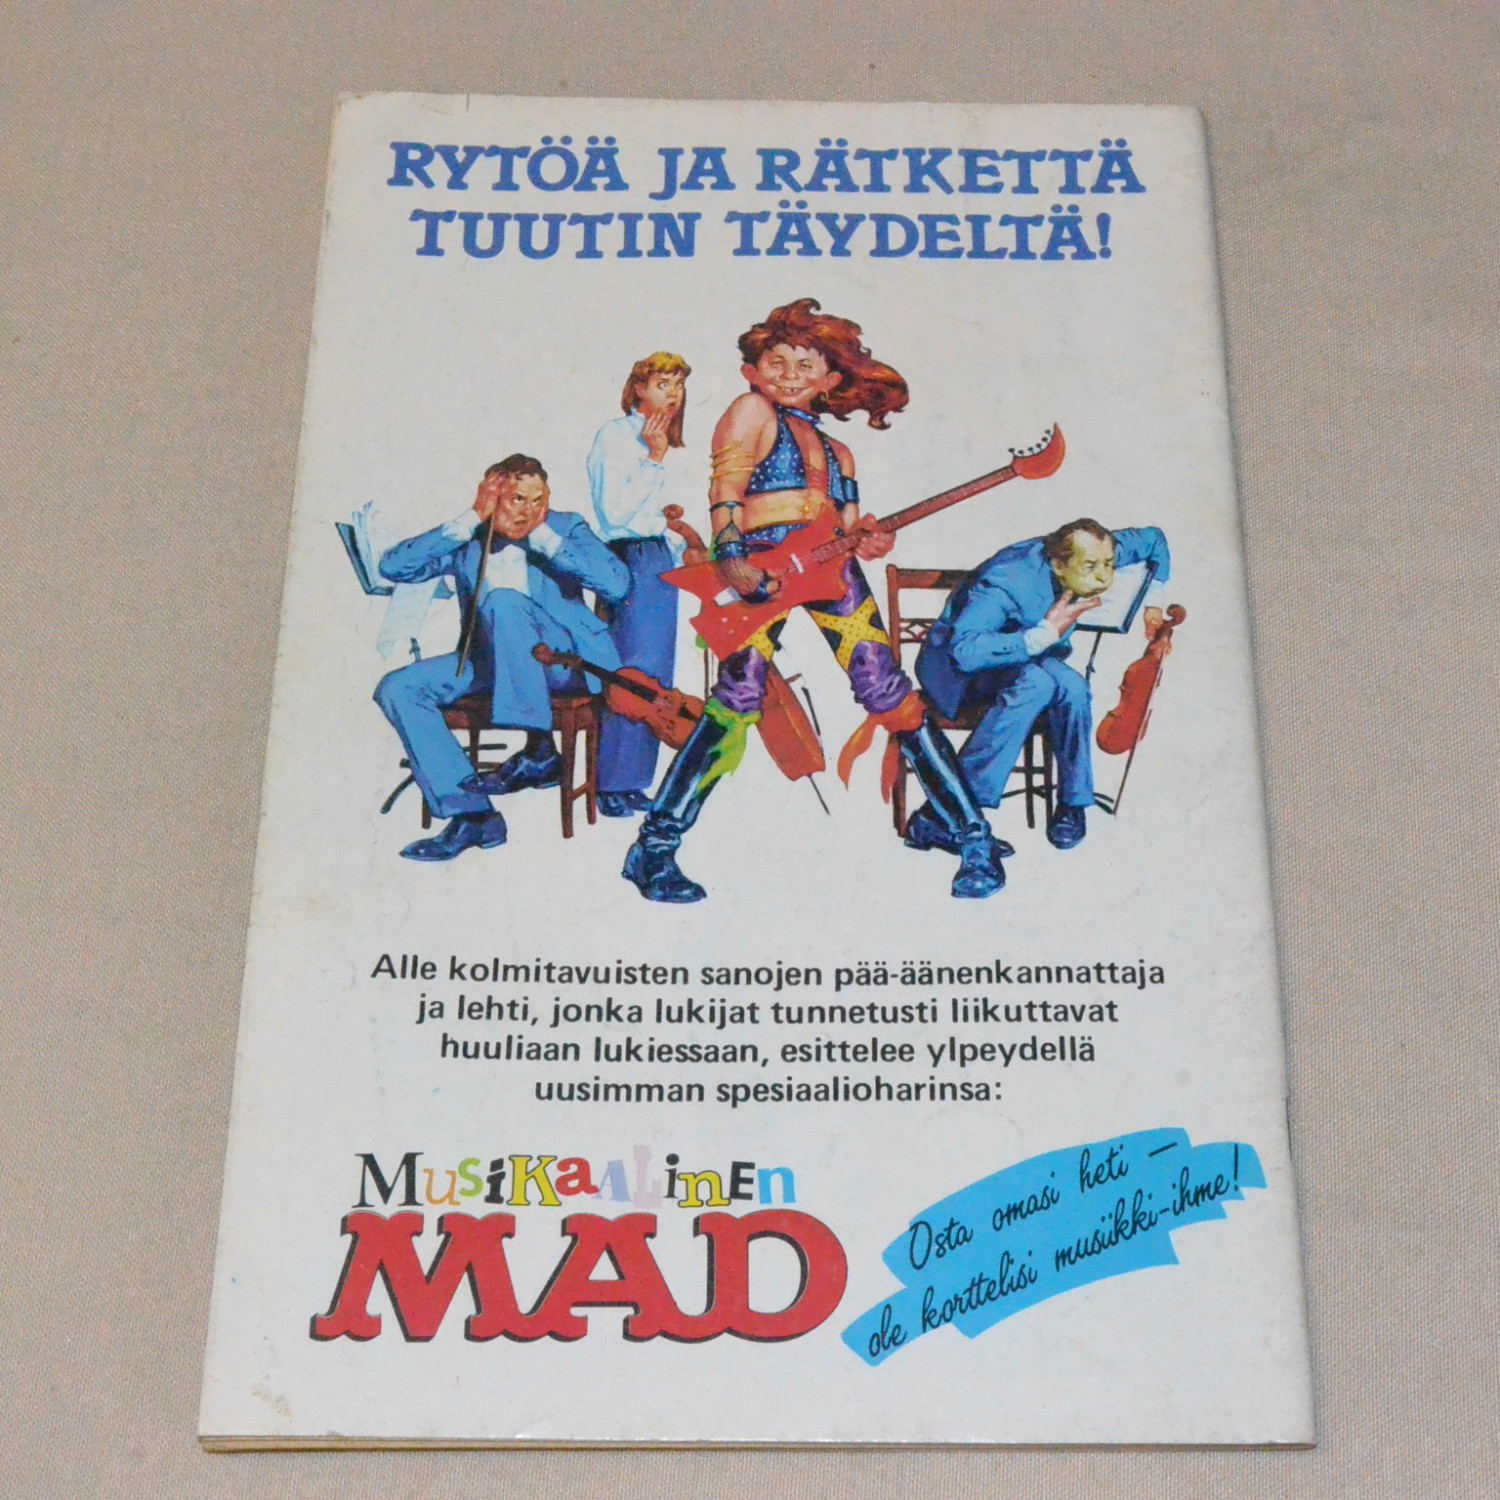 RYTÖÄ JA RÄTKETTÄ
TUUTIN TÄYDELTÄ!
Alle kolmitavuisten sanojen pää-äänenkannattaja
ja lehti, jonka lukijat tunnetusti liikuttavat
huuliaan lukiessaan, esittelee ylpeydellä
uusimman spesiaalioharinsa:
MusiKaALinEn
MAD
Osta omasi heti –
ole korttelisi musiikki-ihme!